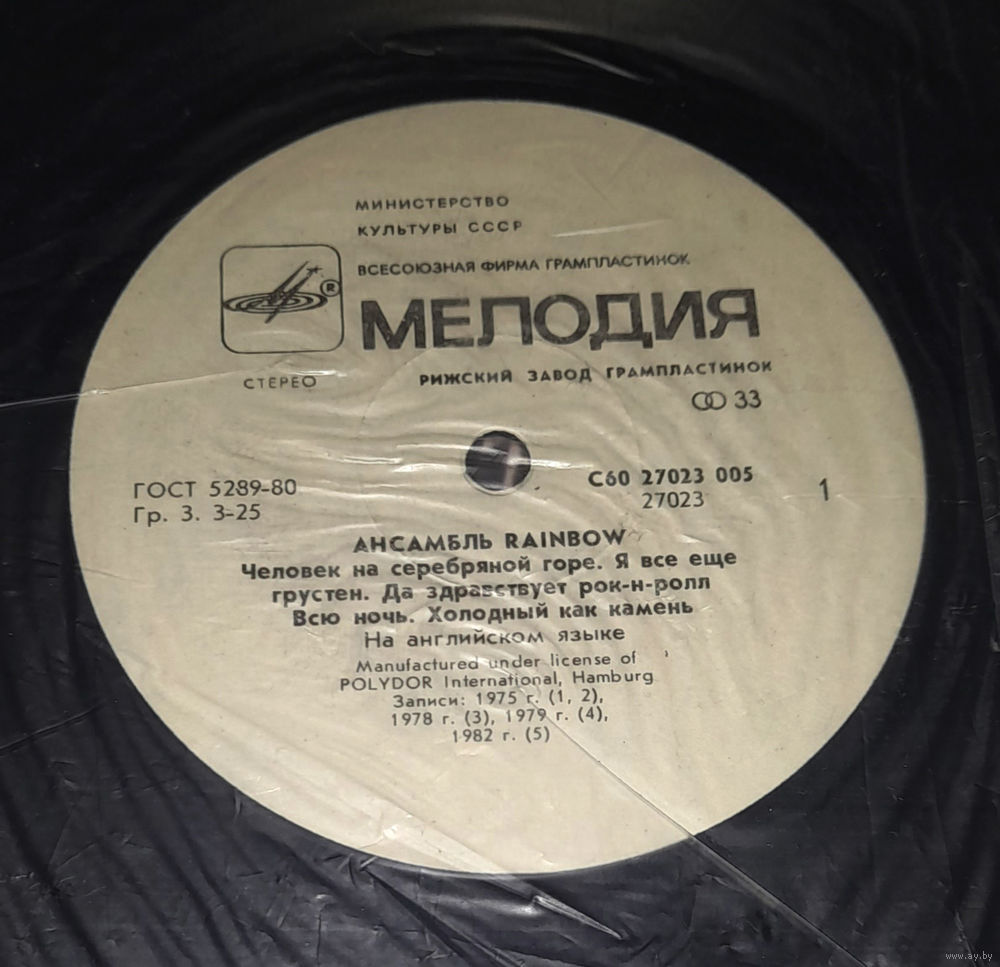 МИНИСТЕРСТВО
КУЛЬТУРЫ СССР
ВСЕСОЮЗНАЯ ФИРМА ГРАМПЛАСТИНОК
®
МЕЛОДИЯ
СТЕРЕО
РИЖСКИЙ ЗАВОД ГРАМПЛАСТИНОК
33
ГОСТ 5289-80
Гр. 3. 3-25
С60 27023 005
27023
1
АНСАМБЛЬ RAINBOW
Человек на серебряной горе. Я все еще
грустен. Да здравствует рок-н-ролл
Всю ночь. Холодный как камень
На английском языке
Manufactured under license of
POLYDOR International, Hamburg
Записи: 1975 г. (1, 2),
1978 г. (3), 1979 г. (4),
1982 г. (5)
www.ay.by